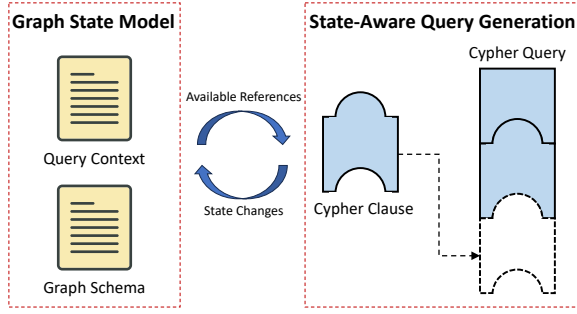 Graph State Model
Query Context
Graph Schema
Available References
State Changes
State-Aware Query Generation
Cypher Query
Cypher Clause